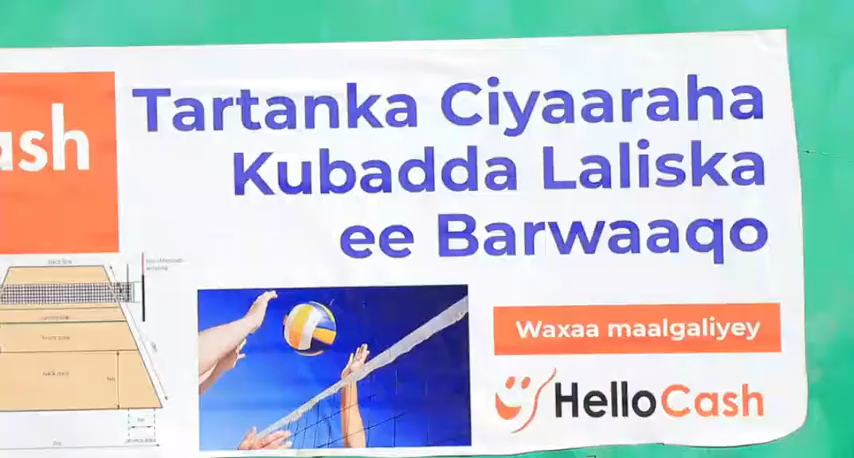 ash
Tartanka Ciyaaraha
Kubadda Laliska
ee Barwaaqo
Waxaa maalgaliyey
HelloCash